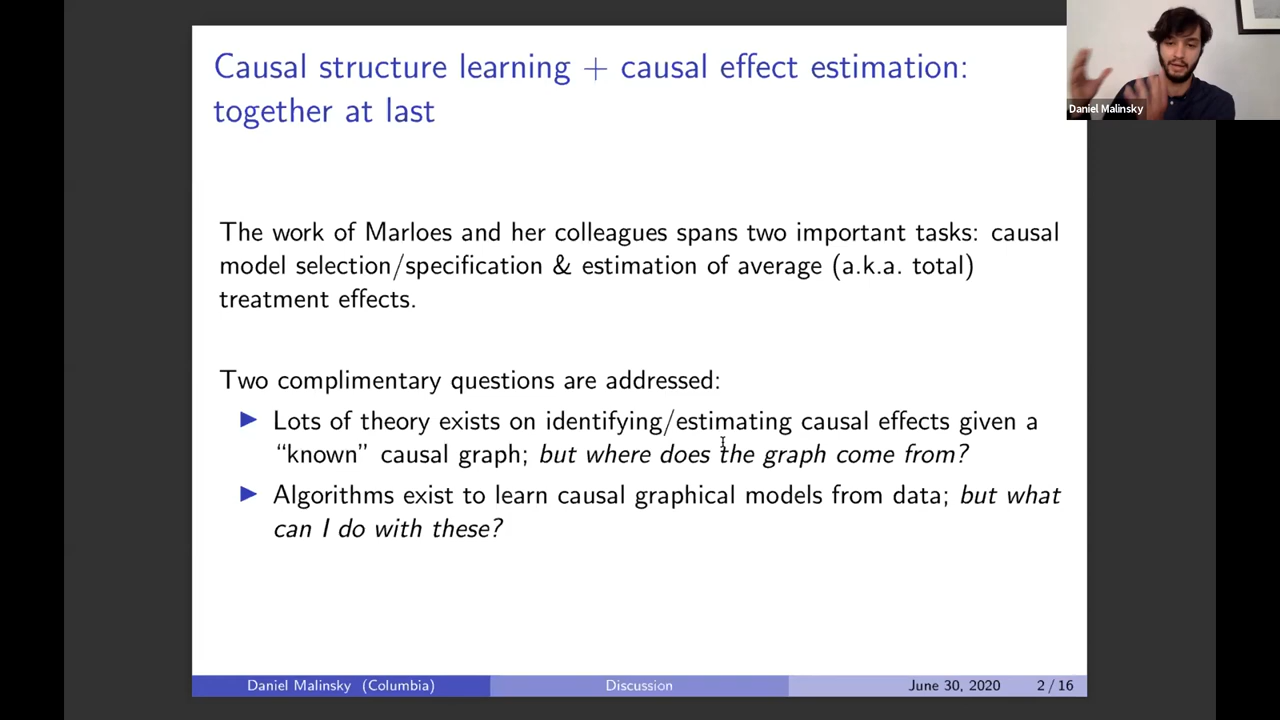 Causal structure learning + causal effect estimation:
together at last
Daniel Malinsky
The work of Marloes and her colleagues spans two important tasks: causal
model selection/specification & estimation of average (a.k.a. total)
treatment effects.
Two complimentary questions are addressed:
Lots of theory exists on identifying/estimating causal effects given a
“known” causal graph; but where does the graph come from?
Algorithms exist to learn causal graphical models from data; but what
can I do with these?
Daniel Malinsky (Columbia) Discussion June 30, 2020 2 / 16